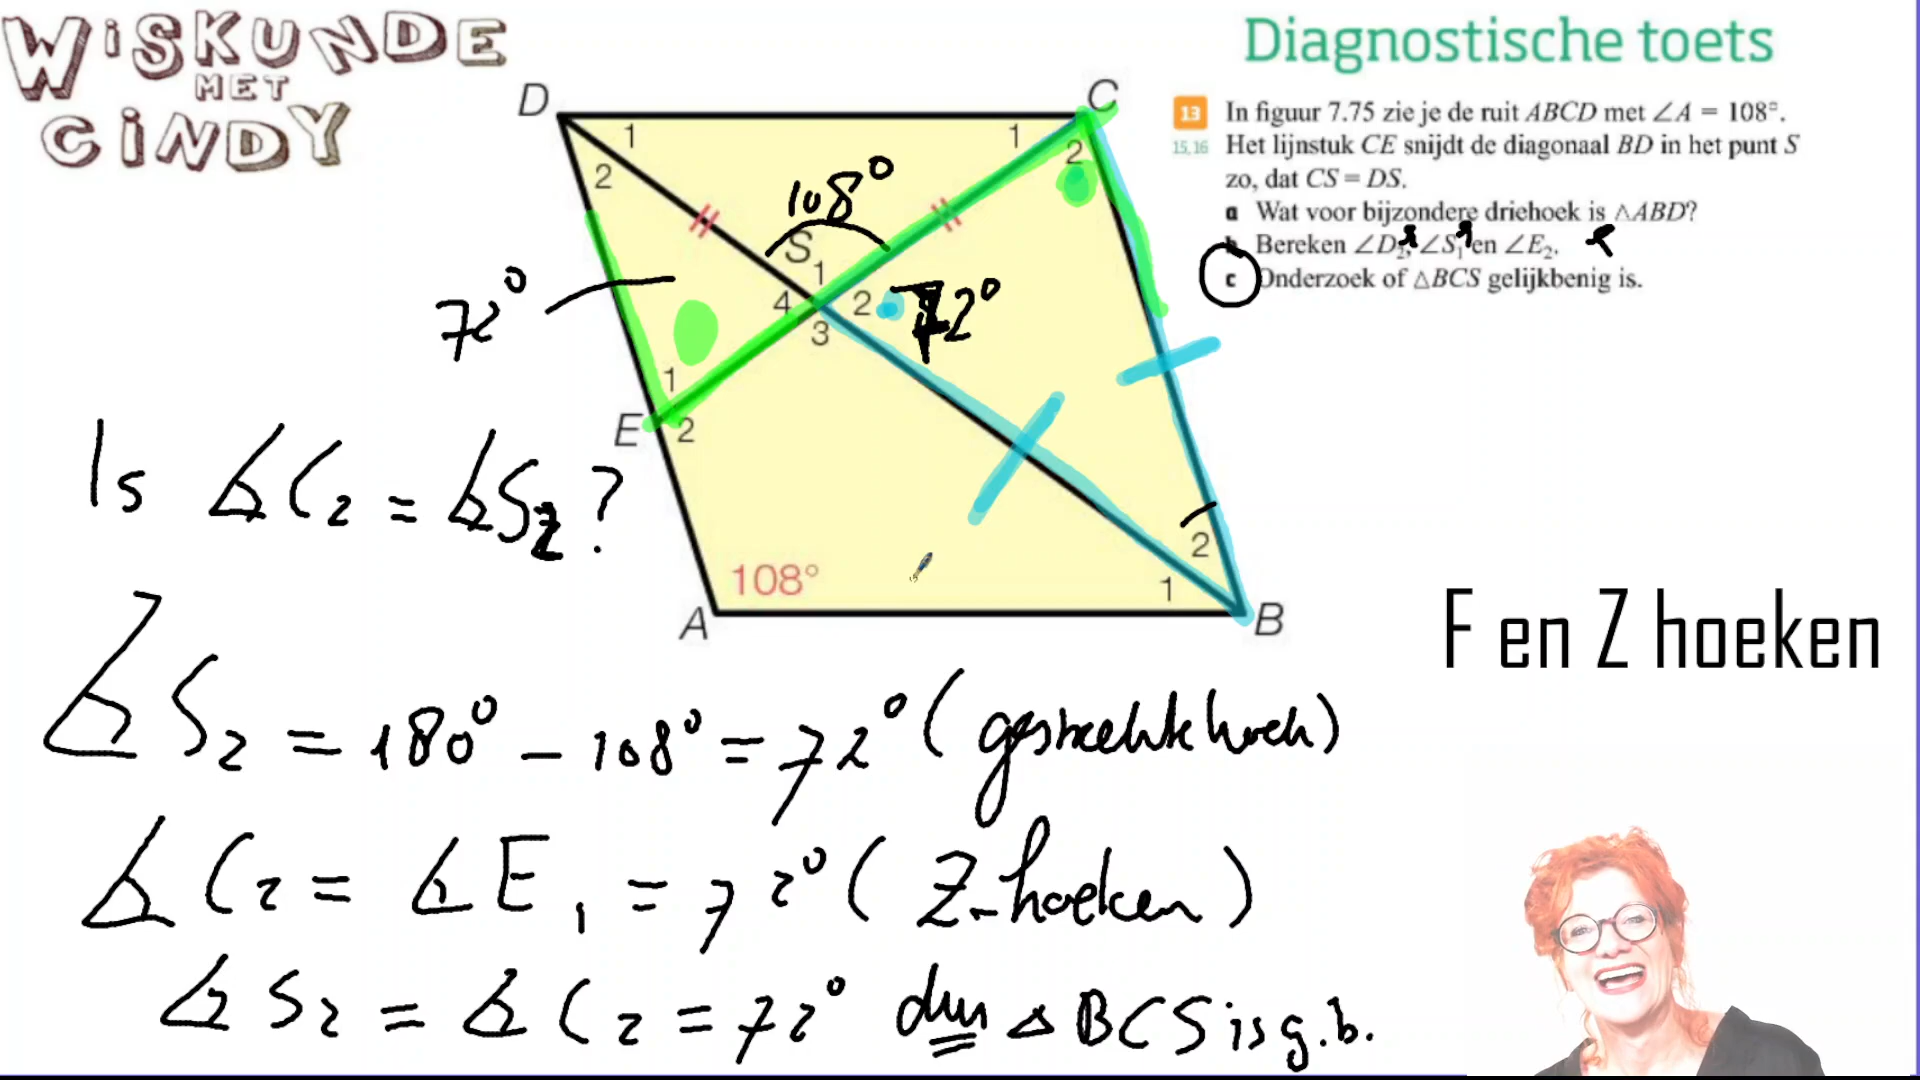 WiSKUNDE
MET
CiNDY
Diagnostische toets
13 In figuur 7.75 zie je de ruit ABCD met ∠A = 108°.
15, 16 Het lijnstuk CE snijdt de diagonaal BD in het punt S
zo, dat CS = DS.
a Wat voor bijzondere driehoek is △ABD?
Bereken ∠D₂, ∠S₁ en ∠E₂.
c Onderzoek of △BCS gelijkbenig is.
D
C
1
1
2
2
108°
S
1
4
2
72°
3
72°
1
E
2
2
1
108°
A
B
Is ∠C₂ = ∠S₂?
F en Z hoeken
∠S₂ = 180° - 108° = 72° (gestrekte hoek)
∠C₂ = ∠E₁ = 72° (Z-hoeken)
∠S₂ = ∠C₂ = 72° dus △BCS is g.b.